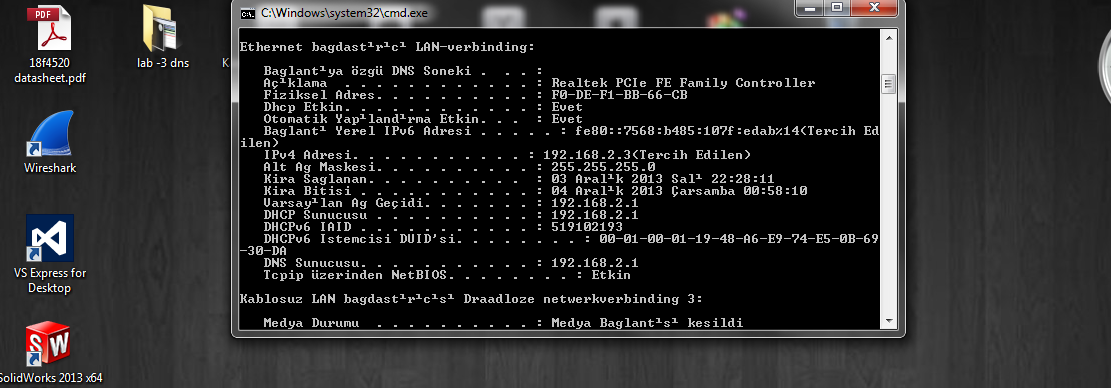 C:\Windows\system32\cmd.exe
18f4520
datasheet.pdf
lab -3 dns
K
Wireshark
VS Express for
Desktop
SolidWorks 2013 x64
Ethernet bagdast¹r¹c¹ LAN-verbinding:
Baglant¹ya özgü DNS Soneki . . . :
Aç¹klama . . . . . . . . . . . . : Realtek PCIe FE Family Controller
Fiziksel Adres. . . . . . . . . . : F0-DE-F1-BB-66-CB
Dhcp Etkin. . . . . . . . . . . . : Evet
Otomatik Yap¹land¹rma Etkin. . . : Evet
Baglant¹ Yerel IPv6 Adresi . . . . . : fe80::7568:b485:107f:edab%14(Tercih Ed
ilen)
IPv4 Adresi. . . . . . . . . . . : 192.168.2.3(Tercih Edilen)
Alt Ag Maskesi. . . . . . . . . . : 255.255.255.0
Kira Saglanan. . . . . . . . . . : 03 Aral¹k 2013 Sal¹ 22:28:11
Kira Bitisi . . . . . . . . . . . : 04 Aral¹k 2013 Çarsamba 00:58:10
Varsay¹lan Ag Geçidi. . . . . . . : 192.168.2.1
DHCP Sunucusu . . . . . . . . . . : 192.168.2.1
DHCPv6 IAID . . . . . . . . . . . : 519102193
DHCPv6 Istemcisi DUID'si. . . . . . . . : 00-01-00-01-19-48-A6-E9-74-E5-0B-69
-30-DA
DNS Sunucusu. . . . . . . . . . . : 192.168.2.1
Tcpip üzerinden NetBIOS. . . . . . . . : Etkin
Kablosuz LAN bagdast¹r¹c¹s¹ Draadloze netwerkverbinding 3:
Medya Durumu . . . . . . . . . . : Medya Baglant¹s¹ kesildi